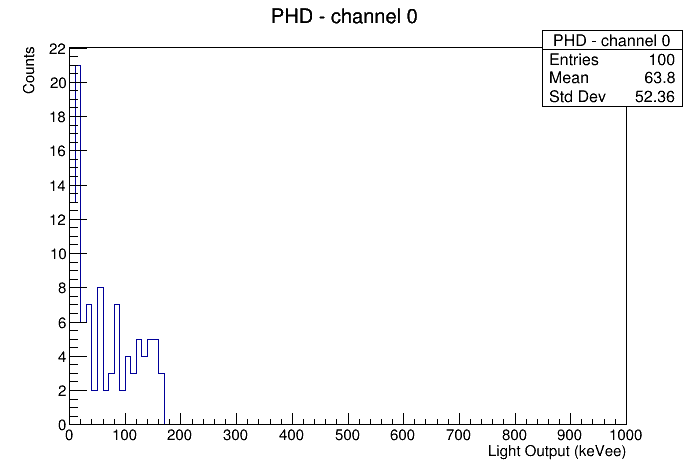 PHD - channel 0
PHD - channel 0
Entries 100
Mean 63.8
Std Dev 52.36
Counts
22
20
18
16
14
12
10
8
6
4
2
0
0 100 200 300 400 500 600 700 800 900 1000
Light Output (keVee)